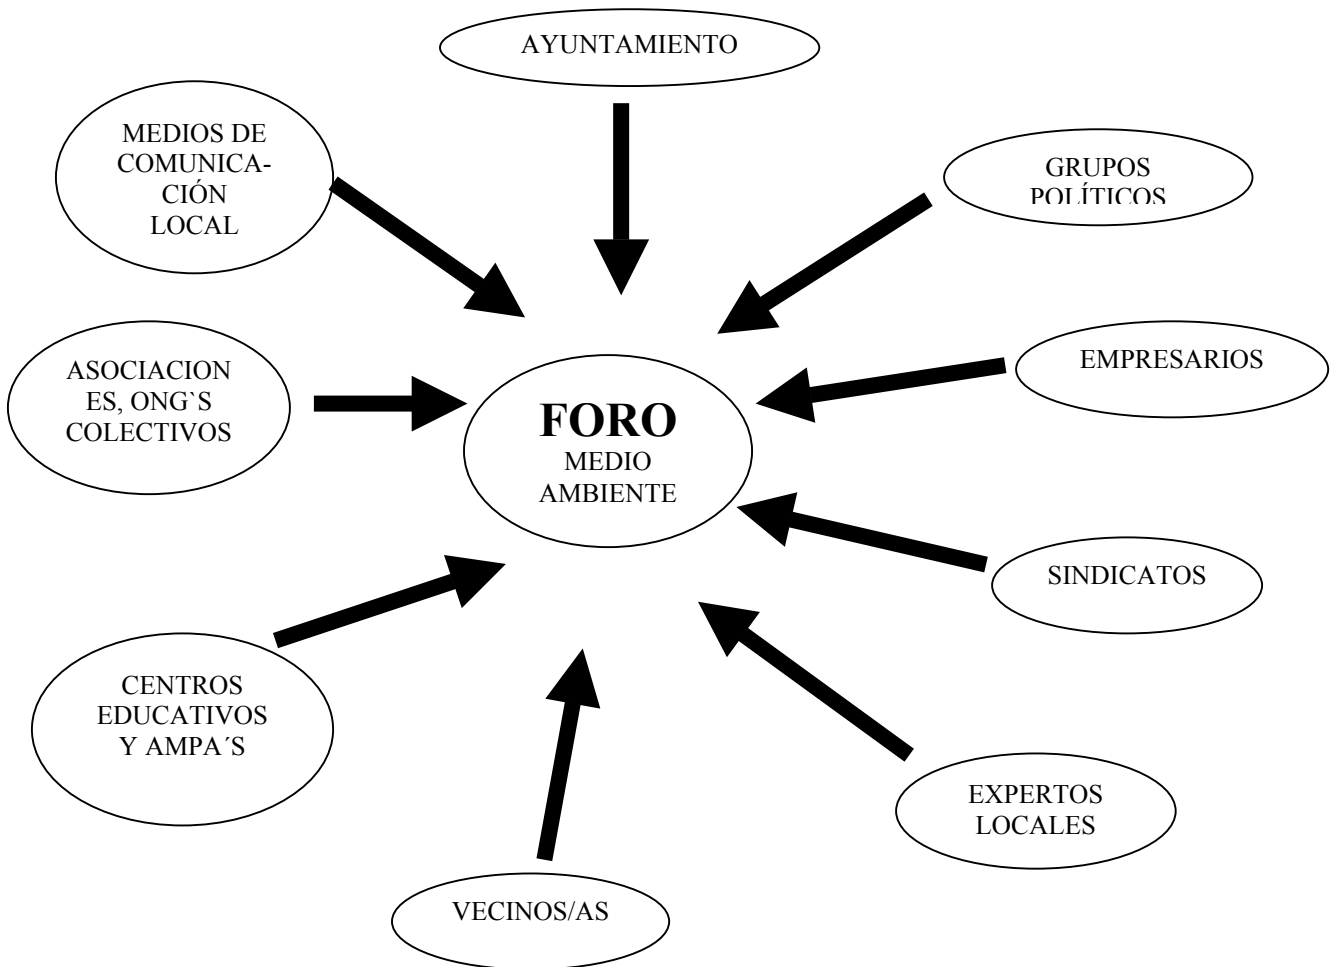 AYUNTAMIENTO
MEDIOS DE
COMUNICA-
CIÓN
LOCAL
GRUPOS
POLÍTICOS
EMPRESARIOS
ASOCIACION
ES, ONG`S
COLECTIVOS
FORO
MEDIO
AMBIENTE
SINDICATOS
CENTROS
EDUCATIVOS
Y AMPA´S
EXPERTOS
LOCALES
VECINOS/AS